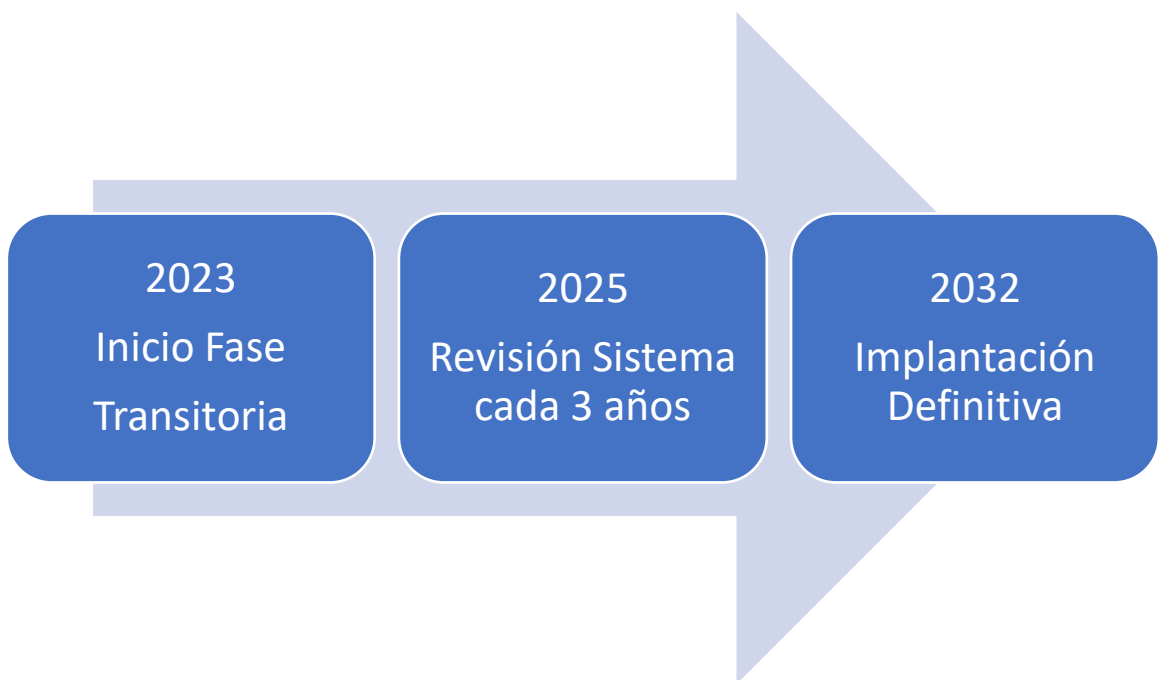 2023
Inicio Fase
Transitoria
2025
Revisión Sistema
cada 3 años
2032
Implantación
Definitiva